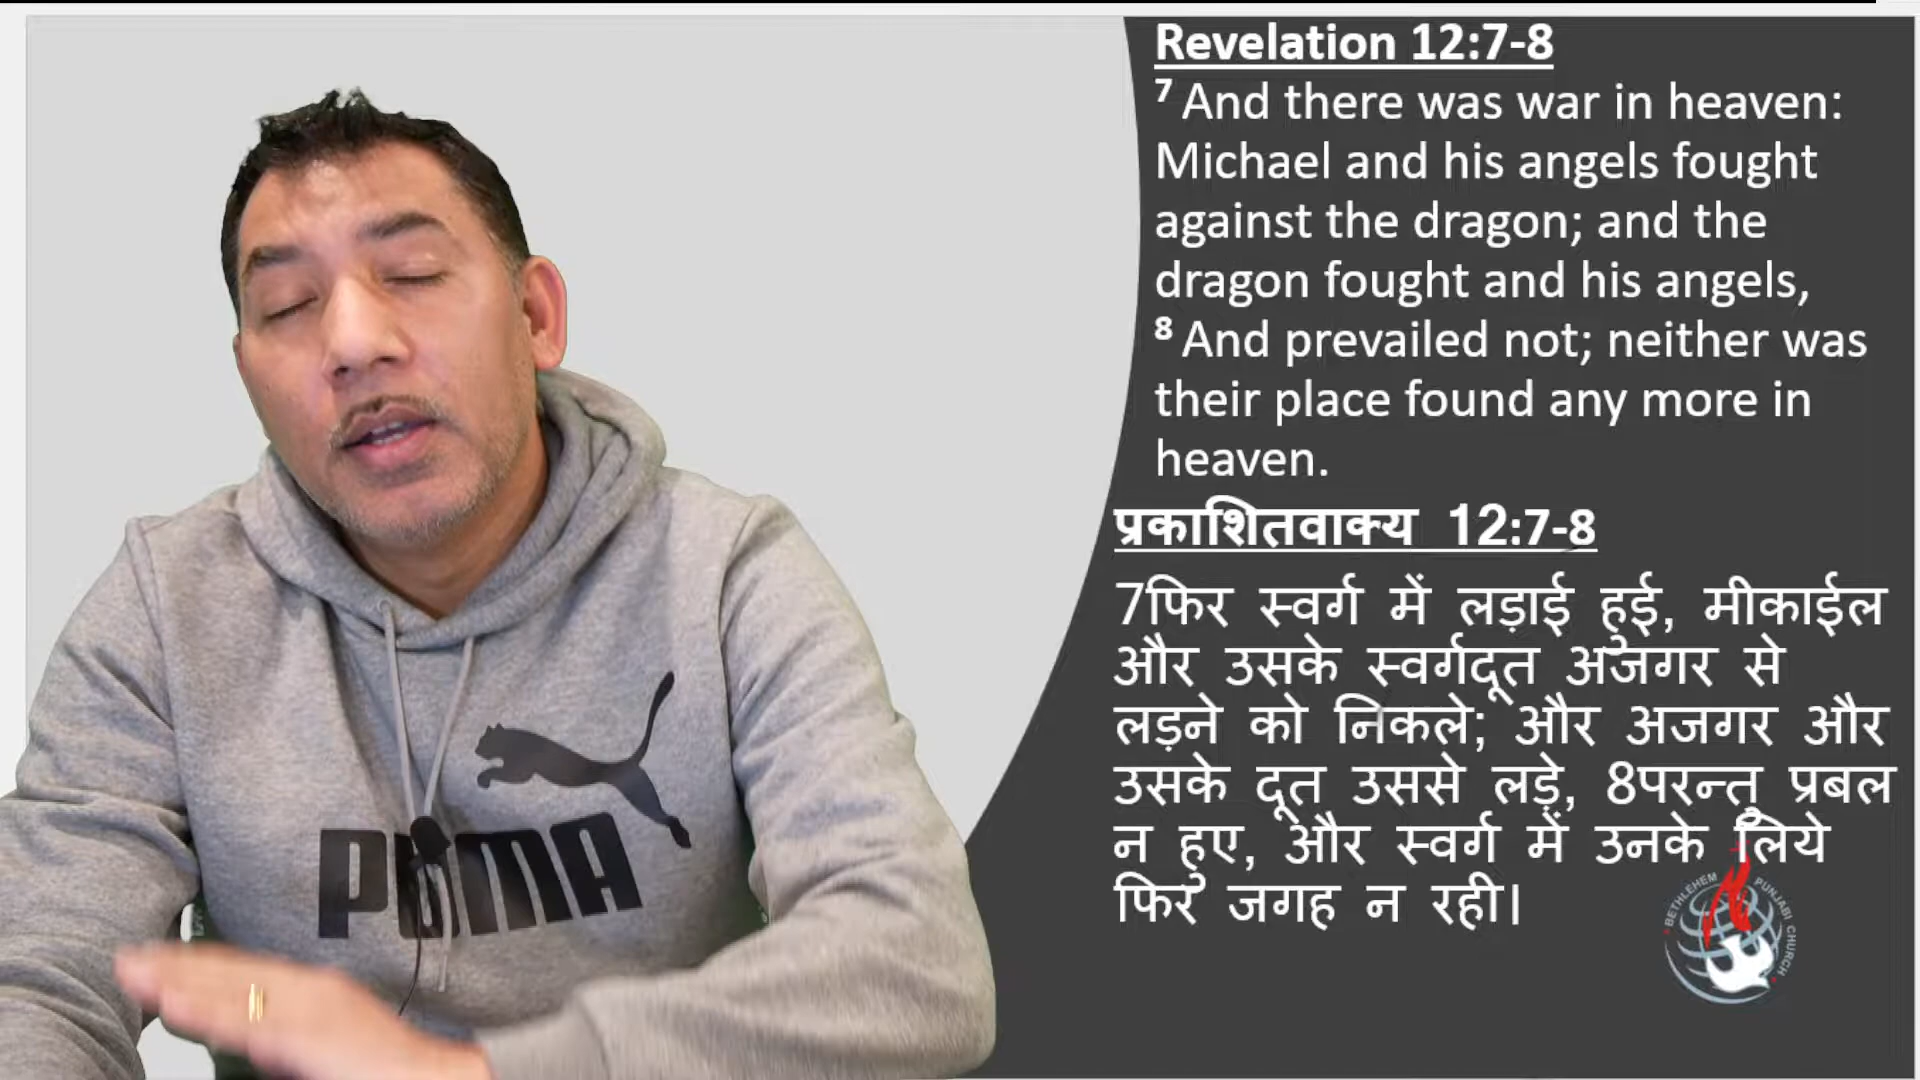 Revelation 12:7-8
⁷ And there was war in heaven:
Michael and his angels fought
against the dragon; and the
dragon fought and his angels,
⁸ And prevailed not; neither was
their place found any more in
heaven.
प्रकाशितवाक्य 12:7-8
7फिर स्वर्ग में लड़ाई हुई, मीकाईल
और उसके स्वर्गदूत अजगर से
लड़ने को निकले; और अजगर और
उसके दूत उससे लड़े, 8परन्तु प्रबल
न हुए, और स्वर्ग में उनके लिये
फिर जगह न रही।
BETHLEHEM PUNJABI CHURCH
PUMA